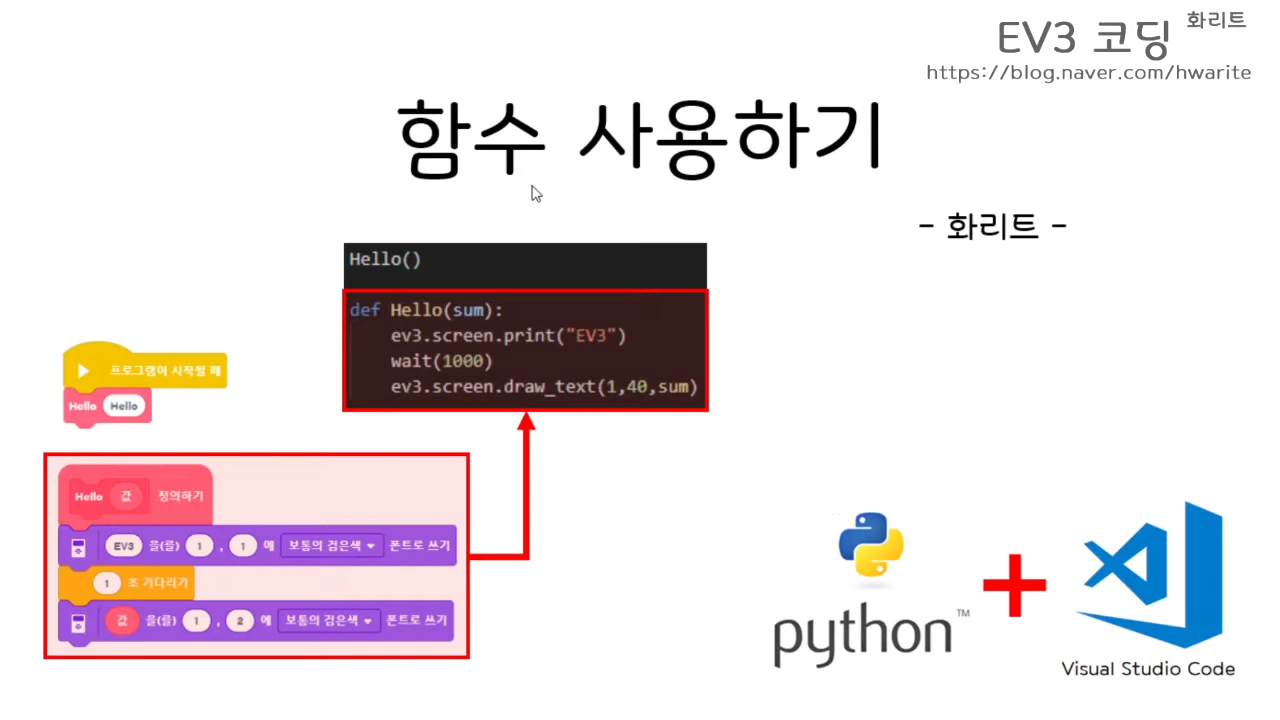 화리트
EV3 코딩
https://blog.naver.com/hwarite
함수 사용하기
- 화리트 -
Hello()
def Hello(sum):
ev3.screen.print("EV3")
wait(1000)
ev3.screen.draw_text(1,40,sum)
프로그램이 시작될 때
Hello Hello
Hello 값 정의하기
EV3 을(를) 1 , 1 에 보통의 검은색 폰트로 쓰기
1 초 기다리기
값 을(를) 1 , 2 에 보통의 검은색 폰트로 쓰기
python™
Visual Studio Code